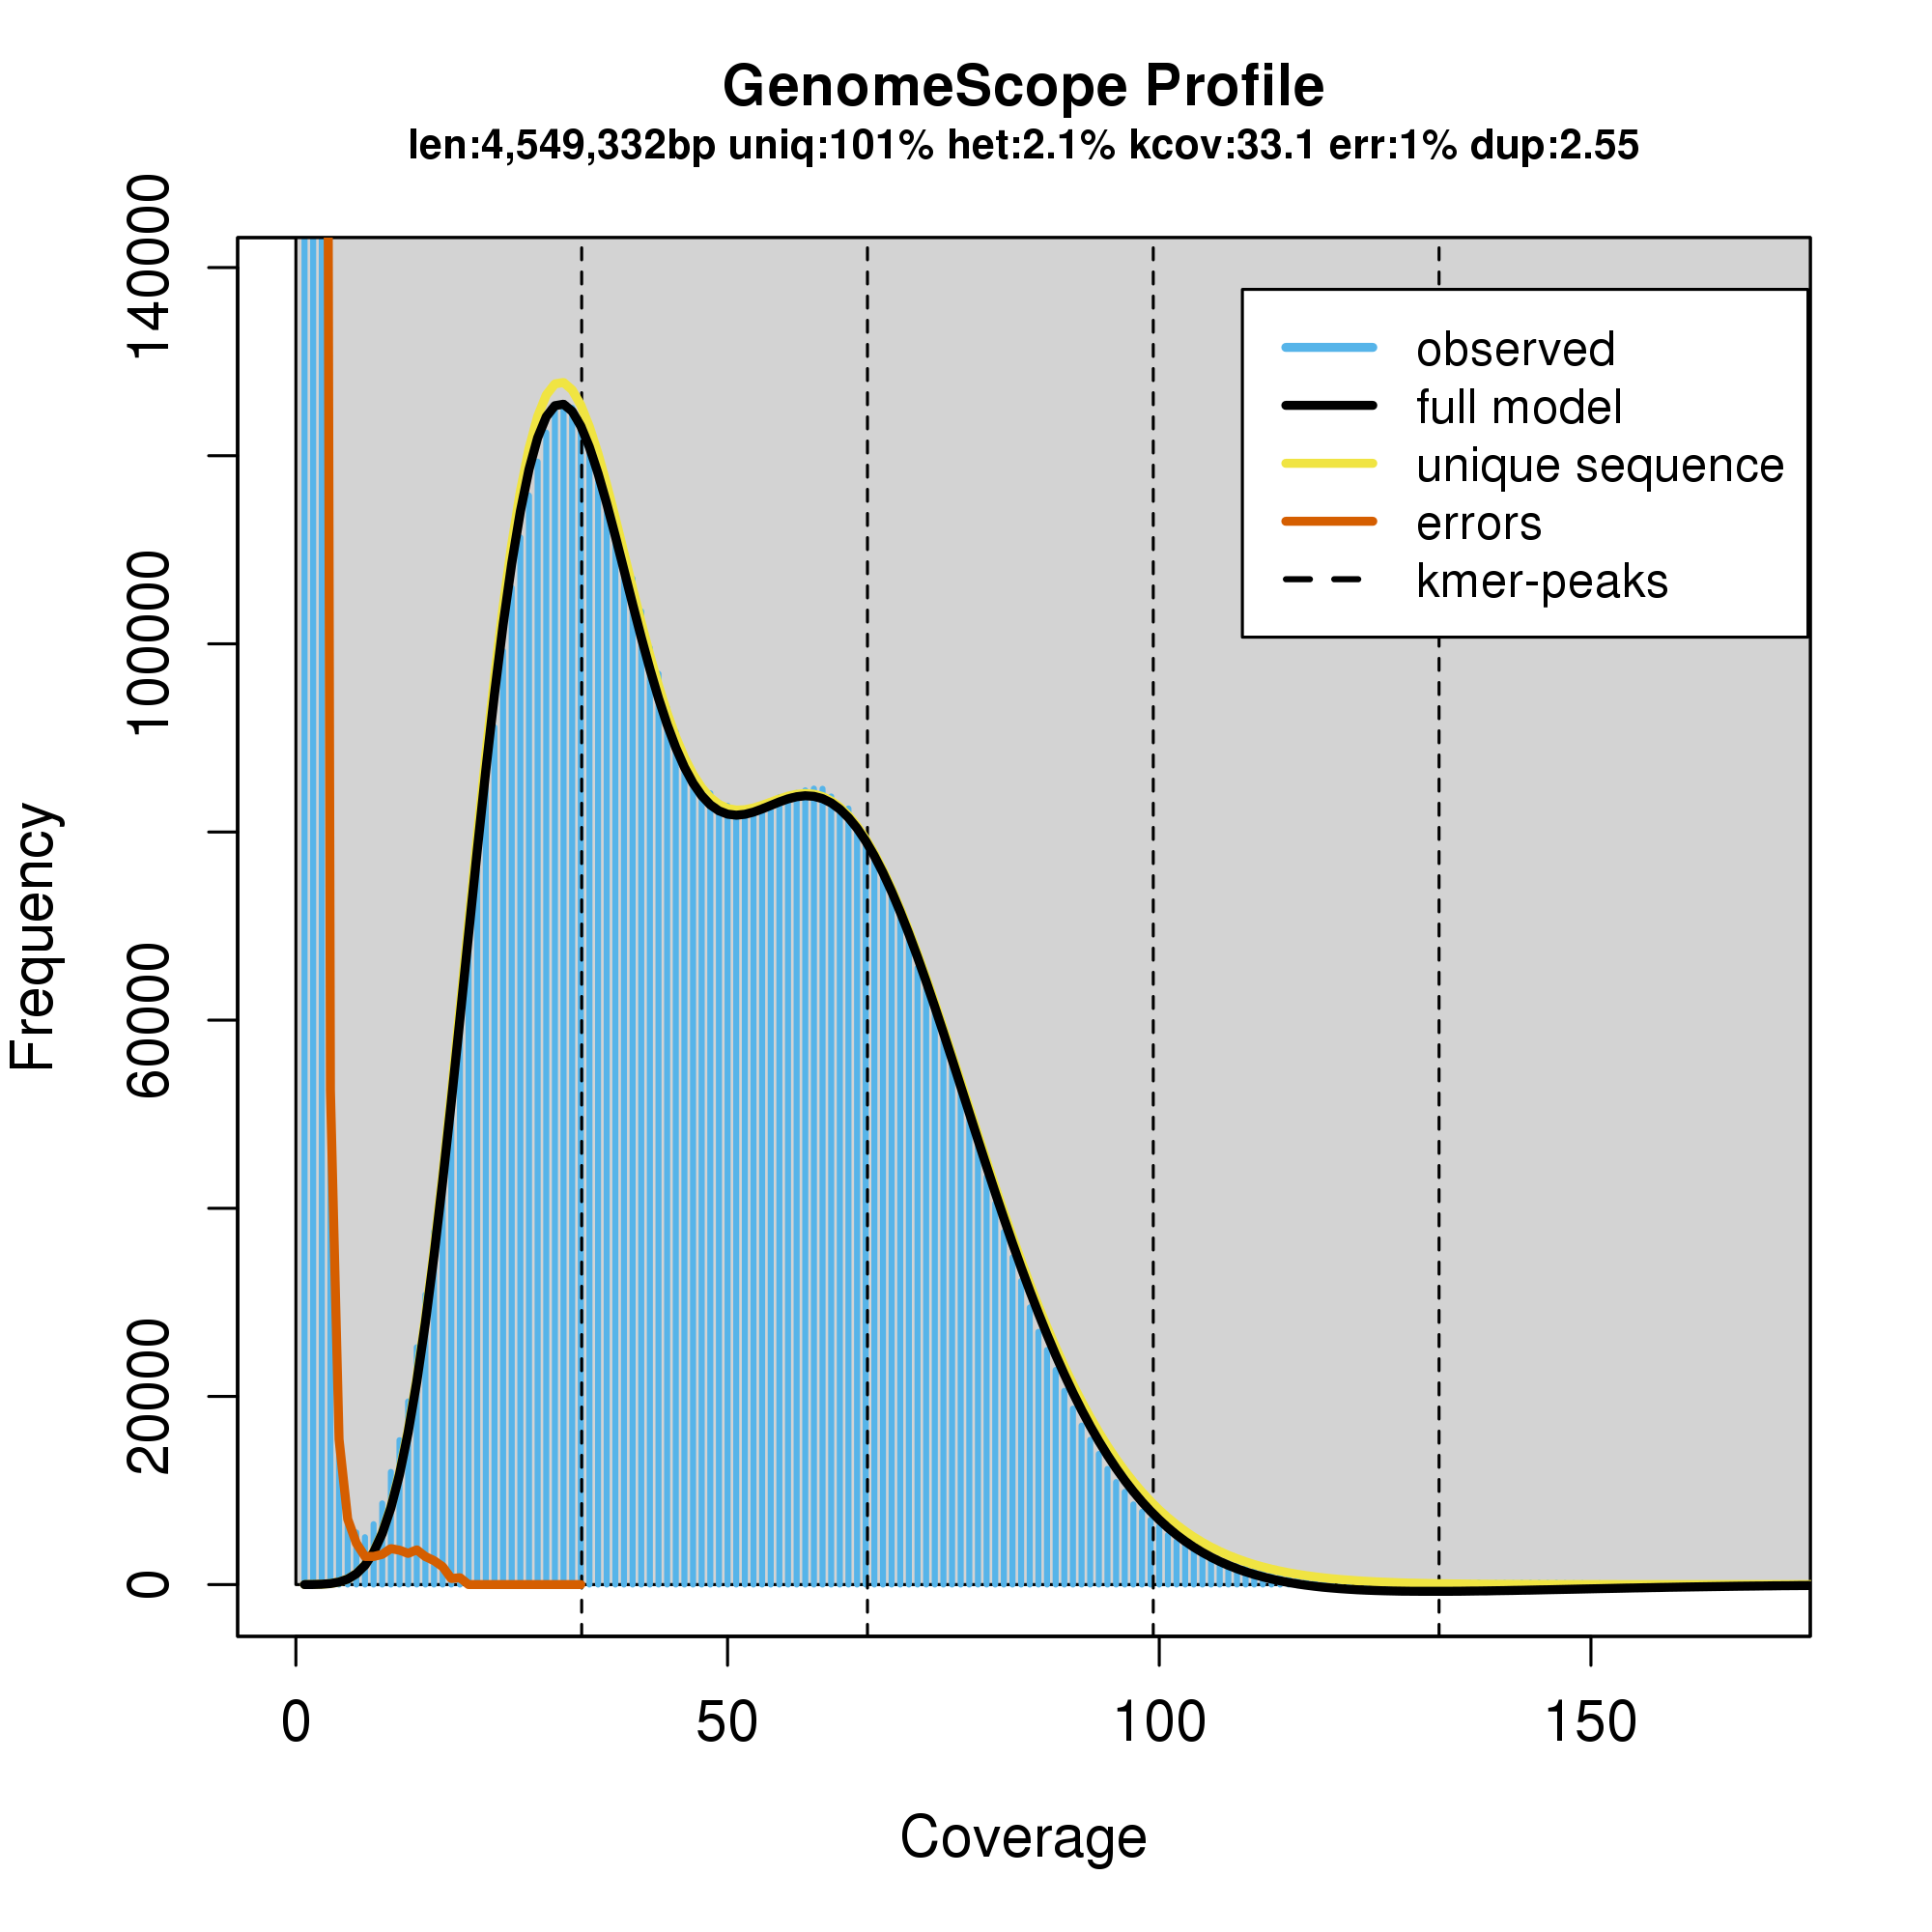 GenomeScope Profile
len:4,549,332bp uniq:101% het:2.1% kcov:33.1 err:1% dup:2.55
140000
100000
60000
20000
0
Frequency
observed
full model
unique sequence
errors
kmer-peaks
0 50 100 150
Coverage